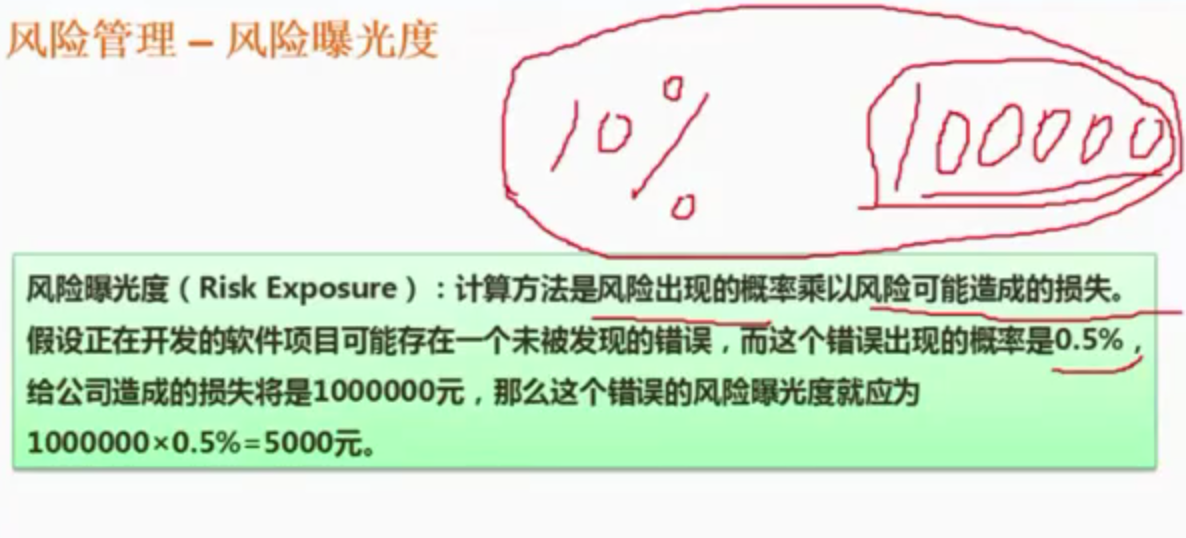 风险管理 – 风险曝光度
10% 100000
风险曝光度（Risk Exposure）：计算方法是风险出现的概率乘以风险可能造成的损失。
假设正在开发的软件项目可能存在一个未被发现的错误，而这个错误出现的概率是0.5%，
给公司造成的损失将是1000000元，那么这个错误的风险曝光度就应为
1000000×0.5%=5000元。